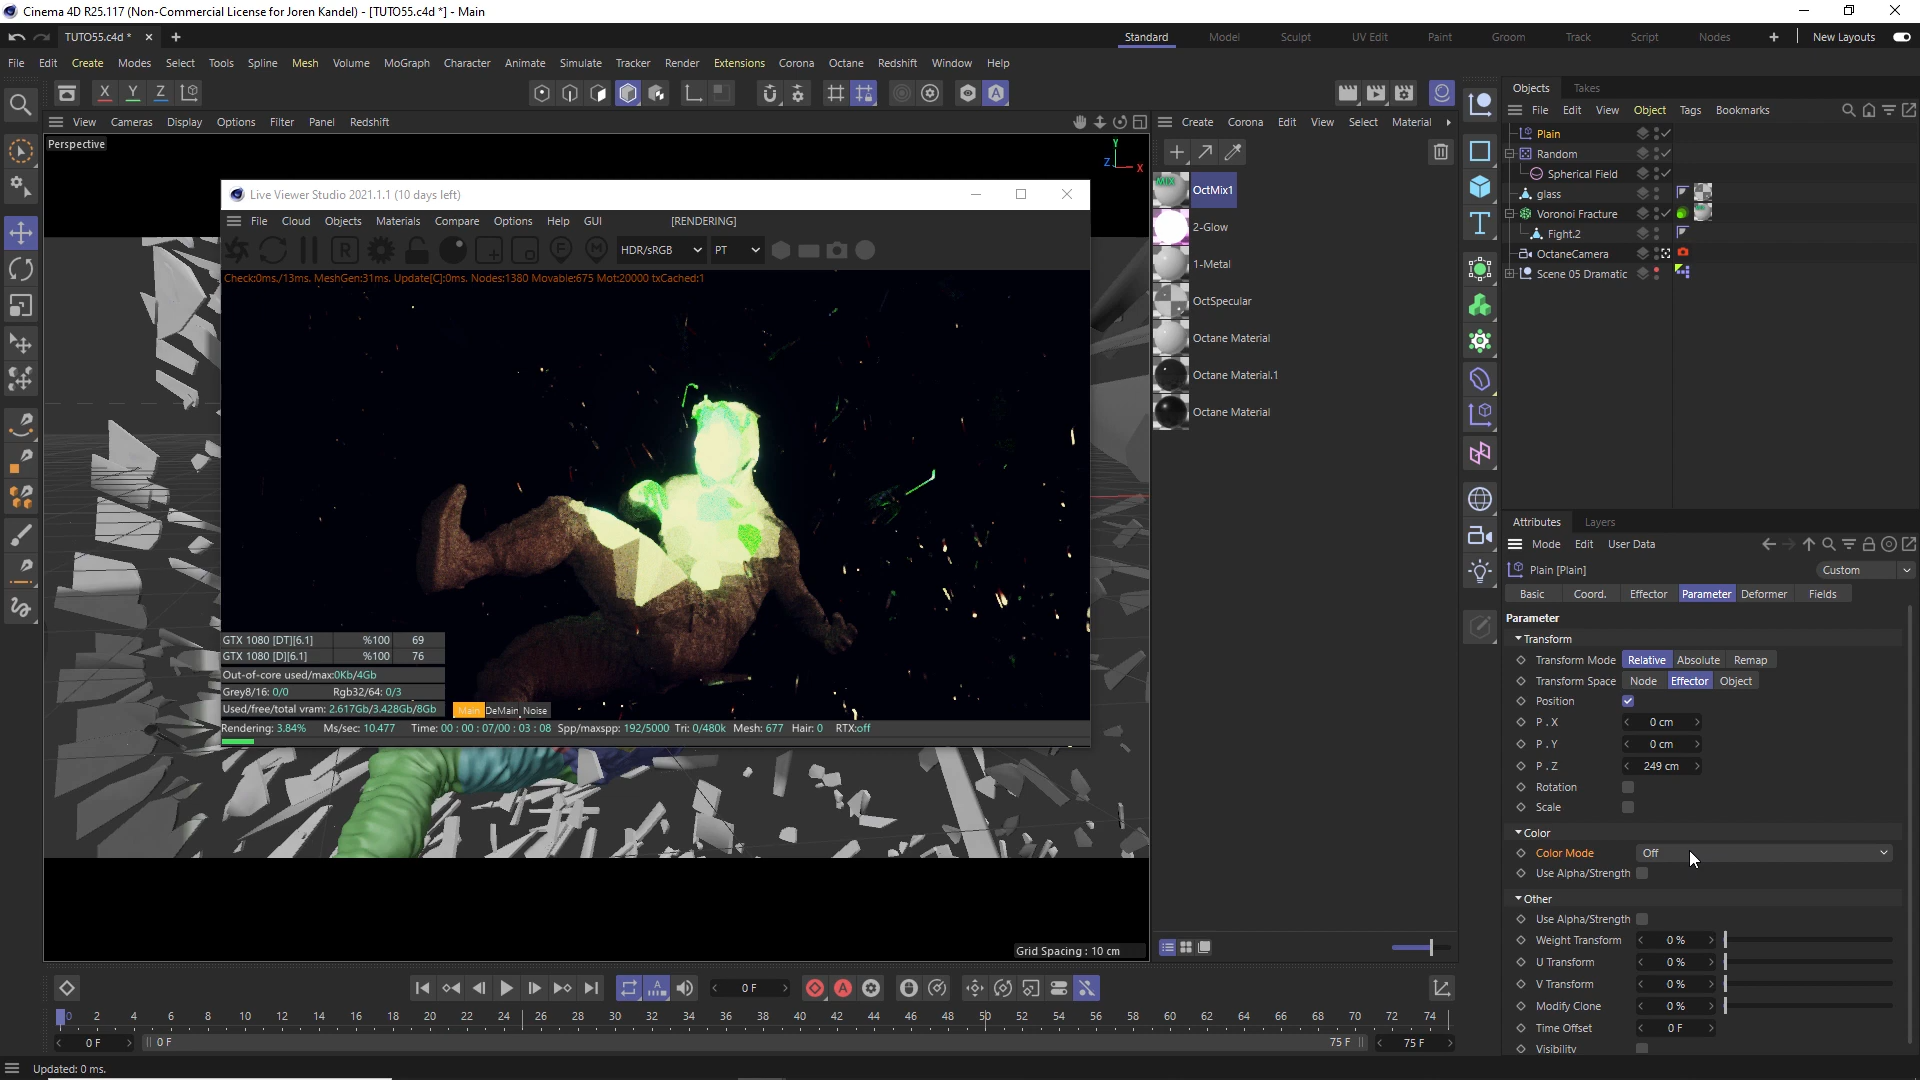 Cinema 4D R25.117 (Non-Commercial License for Joren Kandel) - [TUTO55.c4d *] - Main
TUTO55.c4d *
Standard Model Sculpt UV Edit Paint Groom Track Script Nodes New Layouts
File Edit Create Modes Select Tools Spline Mesh Volume MoGraph Character Animate Simulate Tracker Render Extensions Corona Octane Redshift Window Help
X Y Z
View Cameras Display Options Filter Panel Redshift
Perspective
Y
Z X
Live Viewer Studio 2021.1.1 (10 days left)
File Cloud Objects Materials Compare Options Help GUI [RENDERING]
HDR/sRGB PT
Check:0ms./13ms. MeshGen:31ms. Update[C]:0ms. Nodes:1380 Movable:675 Mot:20000 txCached:1
GTX 1080 [DT][6.1] %100 69
GTX 1080 [D][6.1] %100 76
Out-of-core used/max:0Kb/4Gb
Grey8/16: 0/0 Rgb32/64: 0/3
Used/free/total vram: 2.617Gb/3.428Gb/8Gb
Main DeMain Noise
Rendering: 3.84% Ms/sec: 10.477 Time: 00 : 00 : 07/00 : 03 : 08 Spp/maxspp: 192/5000 Tri: 0/480k Mesh: 677 Hair: 0 RTX:off
Grid Spacing : 10 cm
Create Corona Edit View Select Material
MIX
OctMix1
2-Glow
1-Metal
OctSpecular
Octane Material
Octane Material.1
Octane Material
Objects Takes
File Edit View Object Tags Bookmarks
Plain
Random
Spherical Field
glass
Voronoi Fracture
Fight.2
OctaneCamera
Scene 05 Dramatic
Attributes Layers
Mode Edit User Data
Plain [Plain] Custom
Basic Coord. Effector Parameter Deformer Fields
Parameter
Transform
Transform Mode Relative Absolute Remap
Transform Space Node Effector Object
Position
P . X 0 cm
P . Y 0 cm
P . Z 249 cm
Rotation
Scale
Color
Color Mode Off
Use Alpha/Strength
Other
Use Alpha/Strength
Weight Transform 0 %
U Transform 0 %
V Transform 0 %
Modify Clone 0 %
Time Offset 0 F
Visibility
0 F
0 2 4 6 8 10 12 14 16 18 20 22 24 26 28 30 32 34 36 38 40 42 44 46 48 50 52 54 56 58 60 62 64 66 68 70 72 74
0 F 0 F 75 F 75 F
Updated: 0 ms.